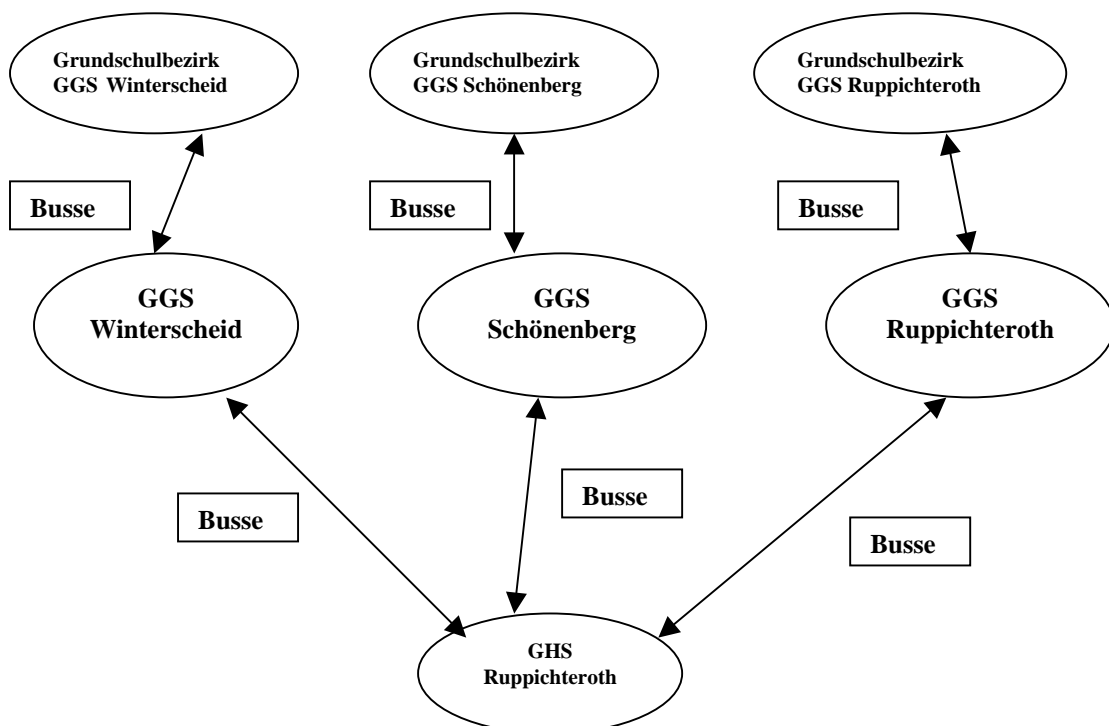 Grundschulbezirk
GGS Winterscheid
Grundschulbezirk
GGS Schönenberg
Grundschulbezirk
GGS Ruppichteroth
Busse
Busse
Busse
GGS
Winterscheid
GGS
Schönenberg
GGS
Ruppichteroth
Busse
Busse
Busse
GHS
Ruppichteroth